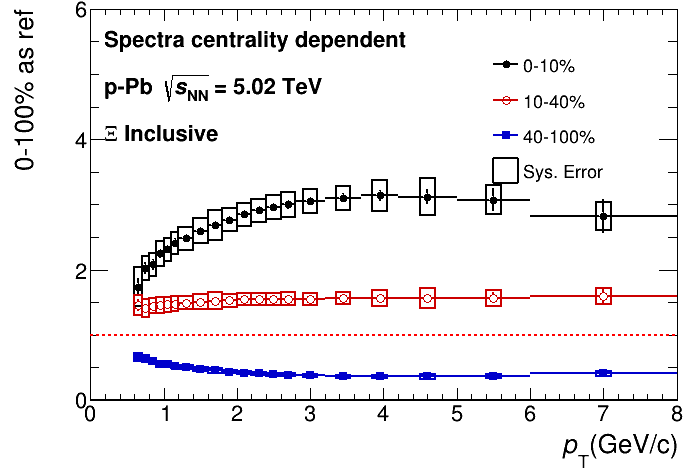 0-100% as ref
6
4
2
0
Spectra centrality dependent
p-Pb √sNN = 5.02 TeV
Ξ Inclusive
0-10%
10-40%
40-100%
Sys. Error
0 1 2 3 4 5 6 7 8
pT(GeV/c)